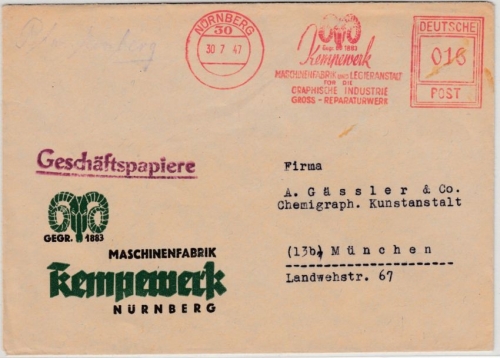 NÜRNBERG
30
30.7.47
Gegr. 1883
Kempewerk
MASCHINENFABRIK UND LEGIERANSTALT
FÜR DIE
GRAPHISCHE INDUSTRIE
GROSS-REPARATURWERK
DEUTSCHE
016
POST
Geschäftspapiere
GEGR. 1883
MASCHINENFABRIK
Kempewerk
NÜRNBERG
Firma
A. Gässler & Co.
Chemigraph. Kunstanstalt
(13b) München
Landwehstr. 67